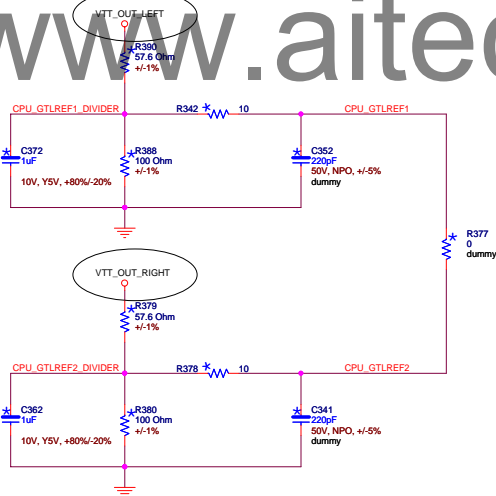 www.aitec
VTT_OUT_LEFT
R390
57.6 Ohm
+/-1%
CPU_GTLREF1_DIVIDER
R342
10
CPU_GTLREF1
C372
1uF
10V, Y5V, +80%/-20%
R388
100 Ohm
+/-1%
C352
220pF
50V, NPO, +/-5%
dummy
R377
0
dummy
VTT_OUT_RIGHT
R379
57.6 Ohm
+/-1%
CPU_GTLREF2_DIVIDER
R378
10
CPU_GTLREF2
C362
1uF
10V, Y5V, +80%/-20%
R380
100 Ohm
+/-1%
C341
220pF
50V, NPO, +/-5%
dummy